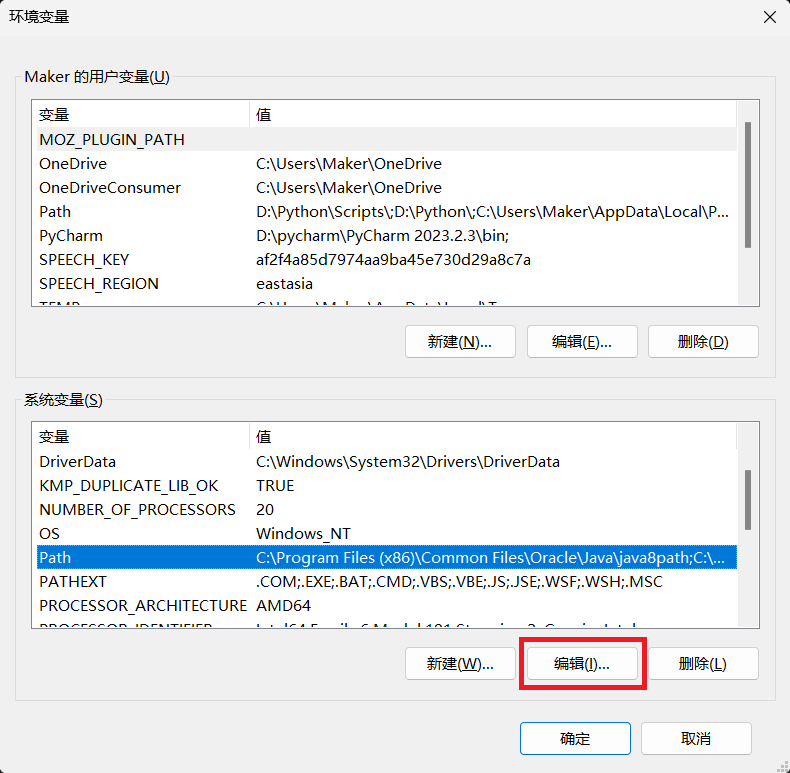 环境变量
Maker 的用户变量(U)
变量 值
MOZ_PLUGIN_PATH
OneDrive C:\Users\Maker\OneDrive
OneDriveConsumer C:\Users\Maker\OneDrive
Path D:\Python\Scripts\;D:\Python\;C:\Users\Maker\AppData\Local\P...
PyCharm D:\pycharm\PyCharm 2023.2.3\bin;
SPEECH_KEY af2f4a85d7974aa9ba45e730d29a8c7a
SPEECH_REGION eastasia
新建(N)... 编辑(E)... 删除(D)
系统变量(S)
变量 值
DriverData C:\Windows\System32\Drivers\DriverData
KMP_DUPLICATE_LIB_OK TRUE
NUMBER_OF_PROCESSORS 20
OS Windows_NT
Path C:\Program Files (x86)\Common Files\Oracle\Java\java8path;C:\...
PATHEXT .COM;.EXE;.BAT;.CMD;.VBS;.VBE;.JS;.JSE;.WSF;.WSH;.MSC
PROCESSOR_ARCHITECTURE AMD64
新建(W)... 编辑(I)... 删除(L)
确定 取消